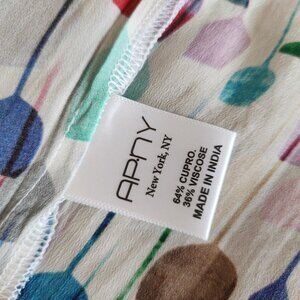 APNY
New York, NY
64% CUPRO.
36% VISCOSE
MADE IN INDIA